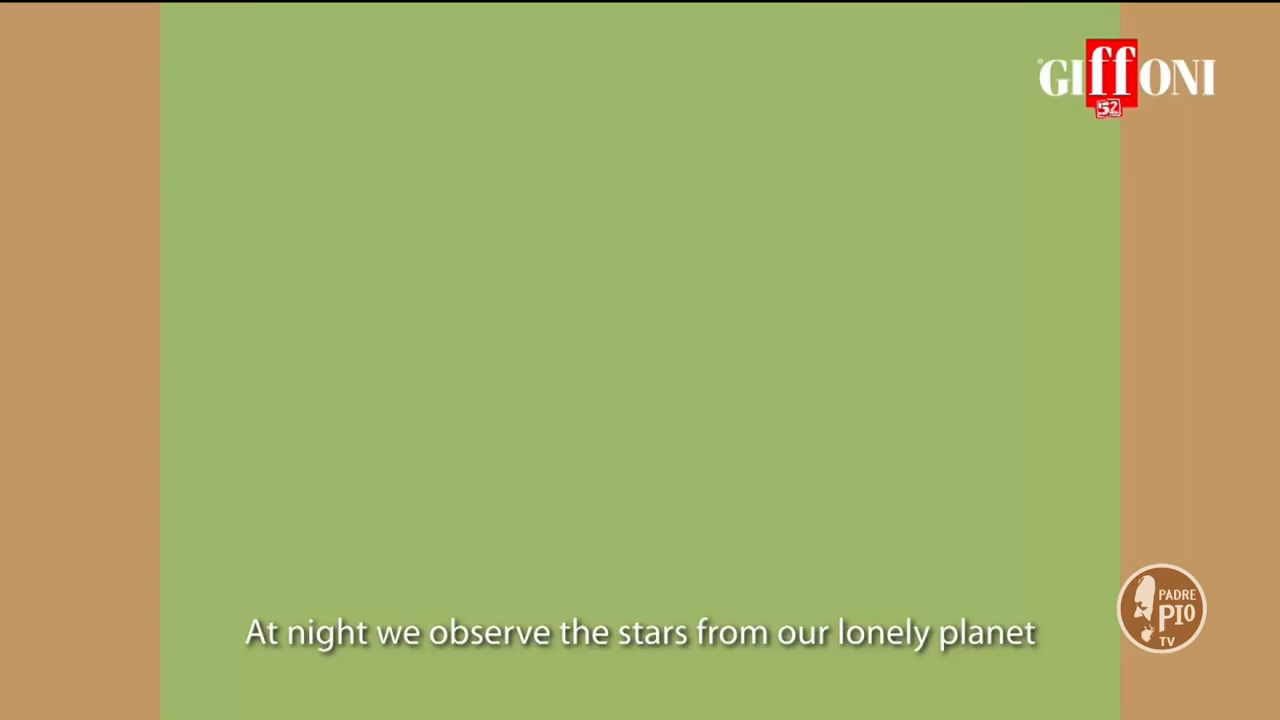 GIffONI
52
PADRE
PIO
TV
At night we observe the stars from our lonely planet